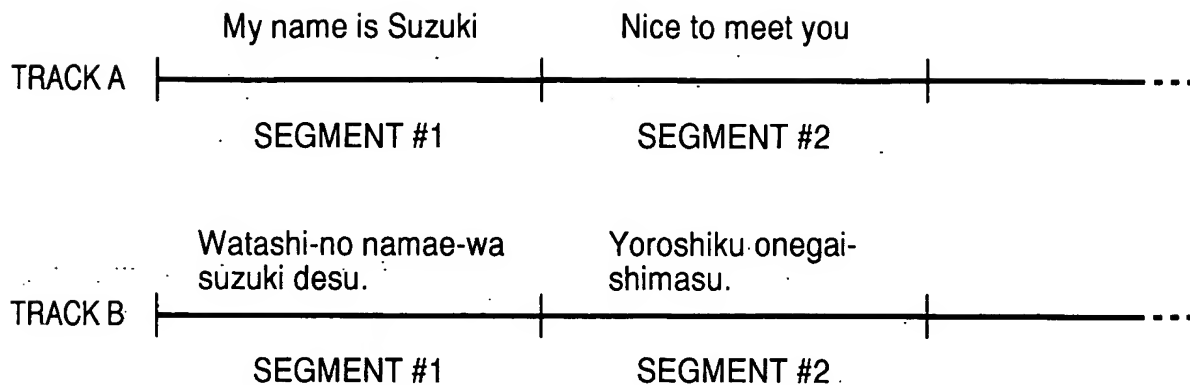 My name is Suzuki Nice to meet you
TRACK A
SEGMENT #1 SEGMENT #2
Watashi-no namae-wa Yoroshiku onegai-
suzuki desu. shimasu.
TRACK B
SEGMENT #1 SEGMENT #2